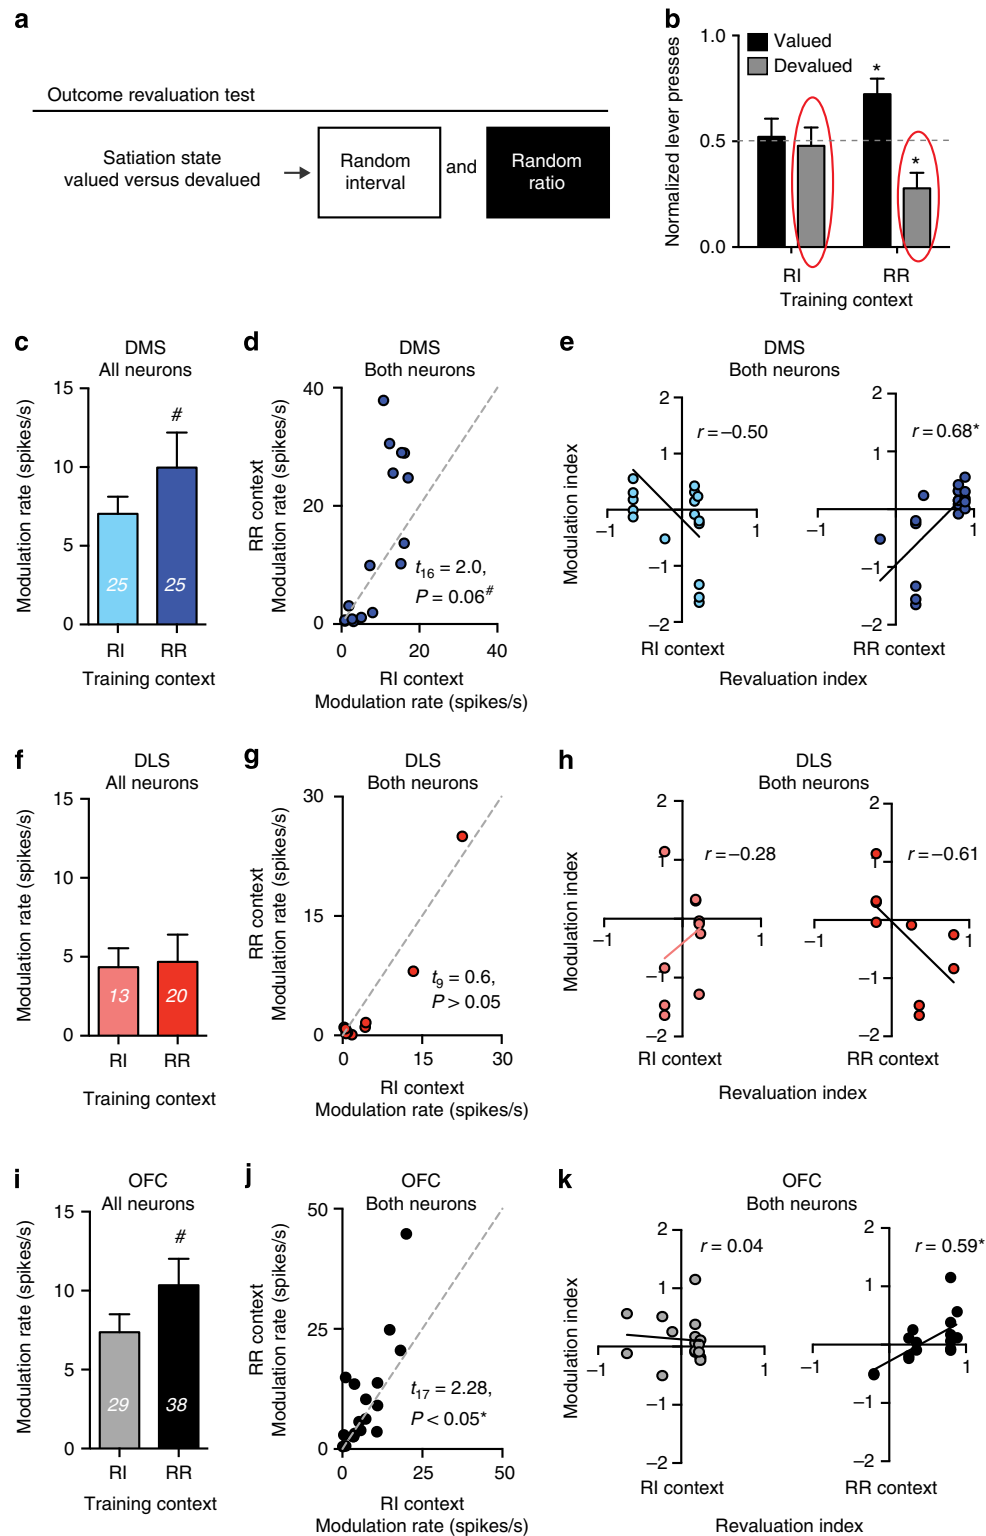 a
Outcome revaluation test
Satiation state
valued versus devalued
Random
interval
and
Random
ratio
b
Normalized lever presses
1.0
0.5
0.0
Valued
Devalued
*
*
RI
RR
Training context
c
DMS
All neurons
Modulation rate (spikes/s)
15
10
5
0
#
25
25
RI
RR
Training context
d
DMS
Both neurons
RR context
Modulation rate (spikes/s)
40
20
0
t16 = 2.0,
P = 0.06#
0
20
40
RI context
Modulation rate (spikes/s)
e
DMS
Both neurons
Modulation index
2
1
−1
−2
−1
1
r = −0.50
RI context
2
1
−1
−2
−1
1
r = 0.68*
RR context
Revaluation index
f
DLS
All neurons
Modulation rate (spikes/s)
15
10
5
0
13
20
RI
RR
Training context
g
DLS
Both neurons
RR context
Modulation rate (spikes/s)
30
15
0
t9 = 0.6,
P > 0.05
0
15
30
RI context
Modulation rate (spikes/s)
h
DLS
Both neurons
Modulation index
2
1
−1
−2
−1
1
r = −0.28
RI context
2
1
−1
−2
−1
1
r = −0.61
RR context
Revaluation index
i
OFC
All neurons
Modulation rate (spikes/s)
15
10
5
0
#
29
38
RI
RR
Training context
j
OFC
Both neurons
RR context
Modulation rate (spikes/s)
50
25
0
t17 = 2.28,
P < 0.05*
0
25
50
RI context
Modulation rate (spikes/s)
k
OFC
Both neurons
Modulation index
2
1
−1
−2
−1
1
r = 0.04
RI context
2
1
−1
−2
−1
1
r = 0.59*
RR context
Revaluation index